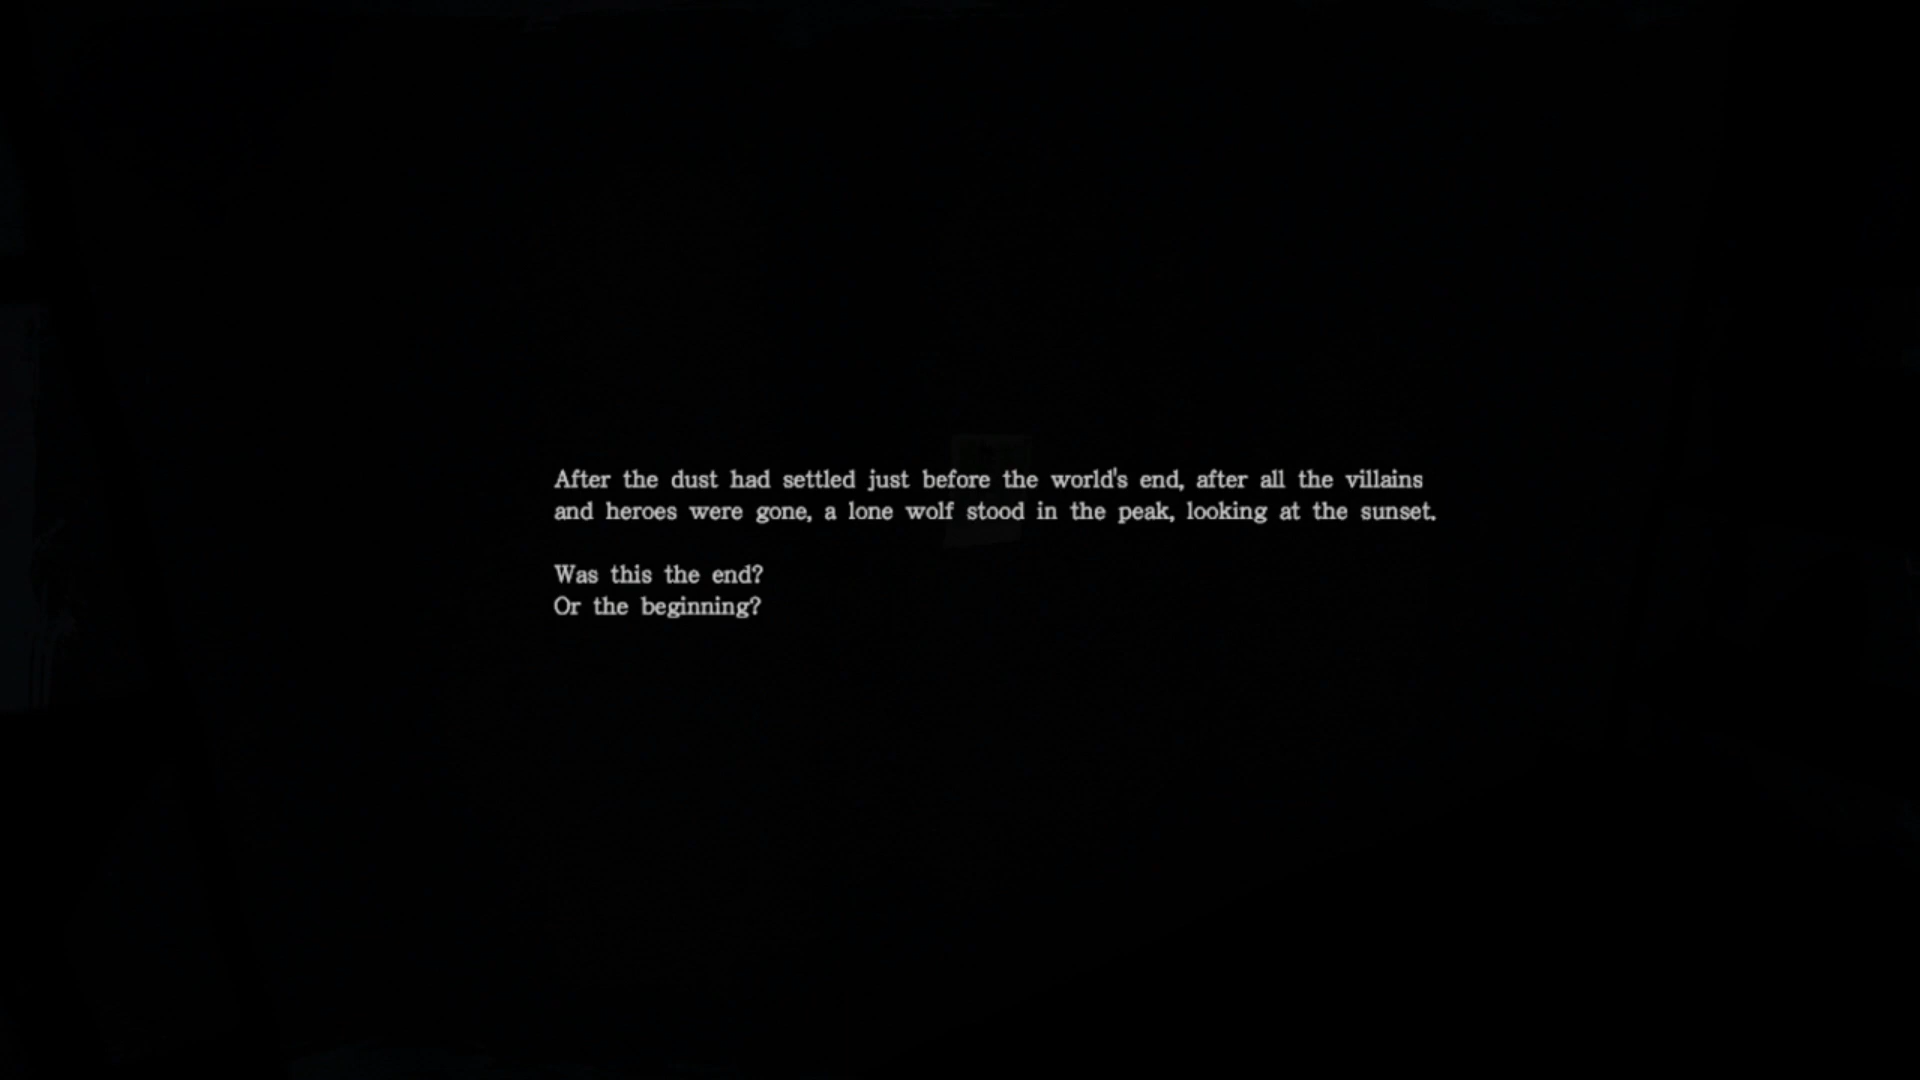 After the dust had settled just before the world's end, after all the villains
and heroes were gone, a lone wolf stood in the peak, looking at the sunset.
Was this the end?
Or the beginning?